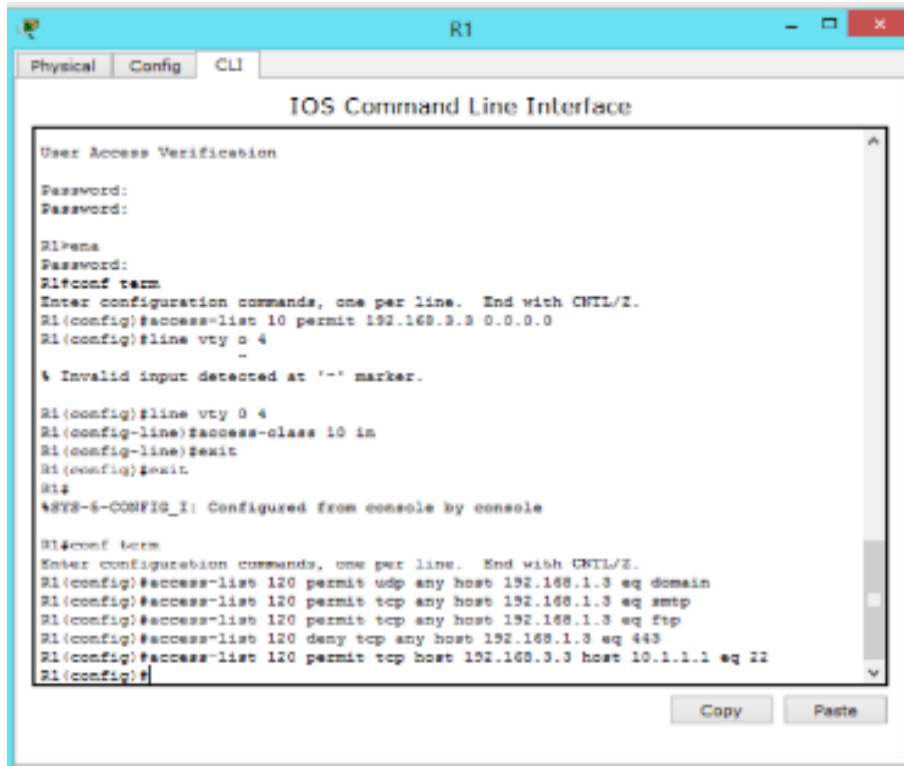 R1
Physical Config CLI
IOS Command Line Interface
User Access Verification
Password:
Password:
R1>ena
Password:
R1#conf term
Enter configuration commands, one per line. End with CNTL/Z.
R1(config)#access-list 10 permit 192.168.3.3 0.0.0.0
R1(config)#line vty o 4
^
% Invalid input detected at '^' marker.
R1(config)#line vty 0 4
R1(config-line)#access-class 10 in
R1(config-line)#exit
R1(config)#exit
R1#
%SYS-5-CONFIG_I: Configured from console by console
R1#conf term
Enter configuration commands, one per line. End with CNTL/Z.
R1(config)#access-list 120 permit udp any host 192.168.1.3 eq domain
R1(config)#access-list 120 permit tcp any host 192.168.1.3 eq smtp
R1(config)#access-list 120 permit tcp any host 192.168.1.3 eq ftp
R1(config)#access-list 120 deny tcp any host 192.168.1.3 eq 443
R1(config)#access-list 120 permit tcp host 192.168.3.3 host 10.1.1.1 eq 22
R1(config)#
Copy Paste